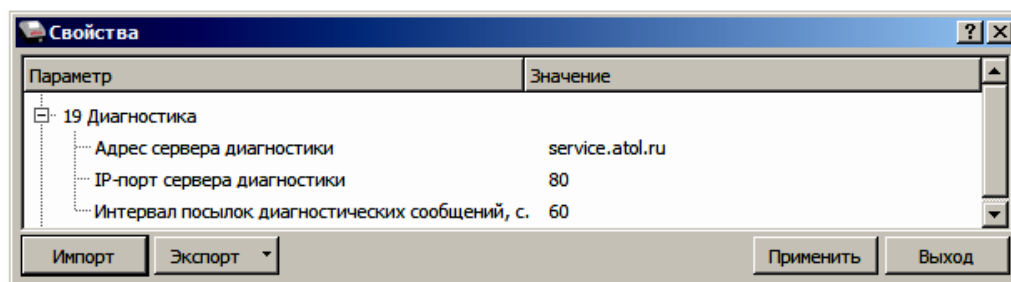 Свойства
Параметр Значение
19 Диагностика
Адрес сервера диагностики service.atol.ru
IP-порт сервера диагностики 80
Интервал посылок диагностических сообщений, с. 60
Импорт Экспорт Применить Выход